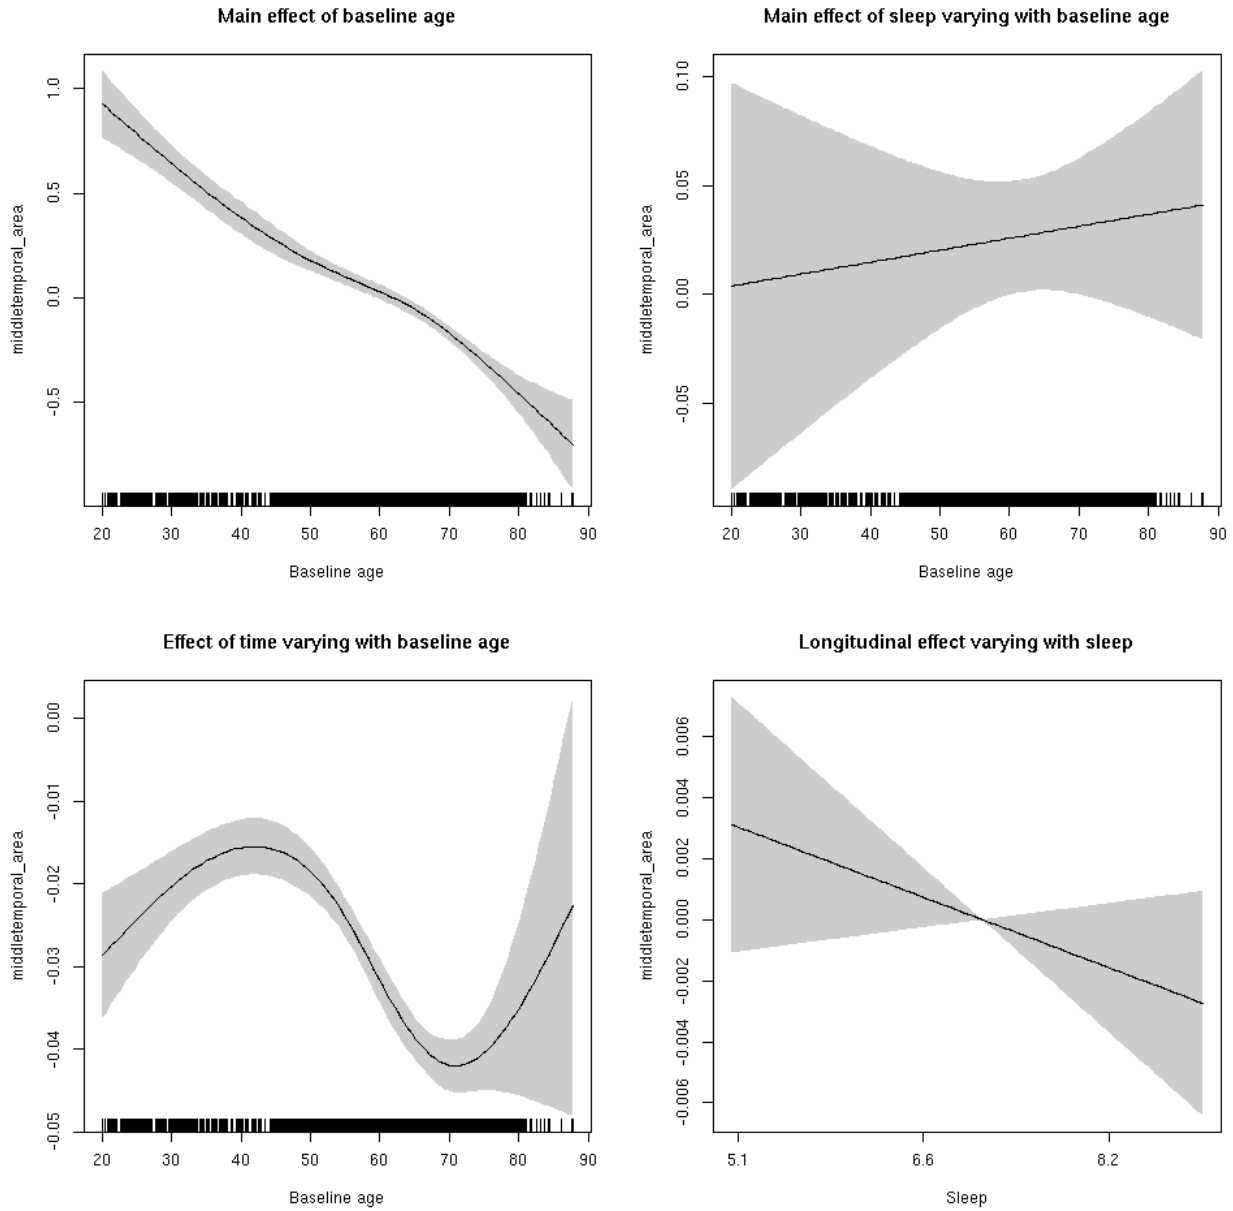 Main effect of baseline age
1.0
0.5
0.0
-0.5
middletemporal_area
20 30 40 50 60 70 80 90
Baseline age
Main effect of sleep varying with baseline age
0.10
0.05
0.00
-0.05
middletemporal_area
20 30 40 50 60 70 80 90
Baseline age
Effect of time varying with baseline age
0.00
-0.01
-0.02
-0.03
-0.04
-0.05
middletemporal_area
20 30 40 50 60 70 80 90
Baseline age
Longitudinal effect varying with sleep
0.006
0.004
0.002
0.000
-0.002
-0.004
-0.006
middletemporal_area
5.1 6.6 8.2
Sleep